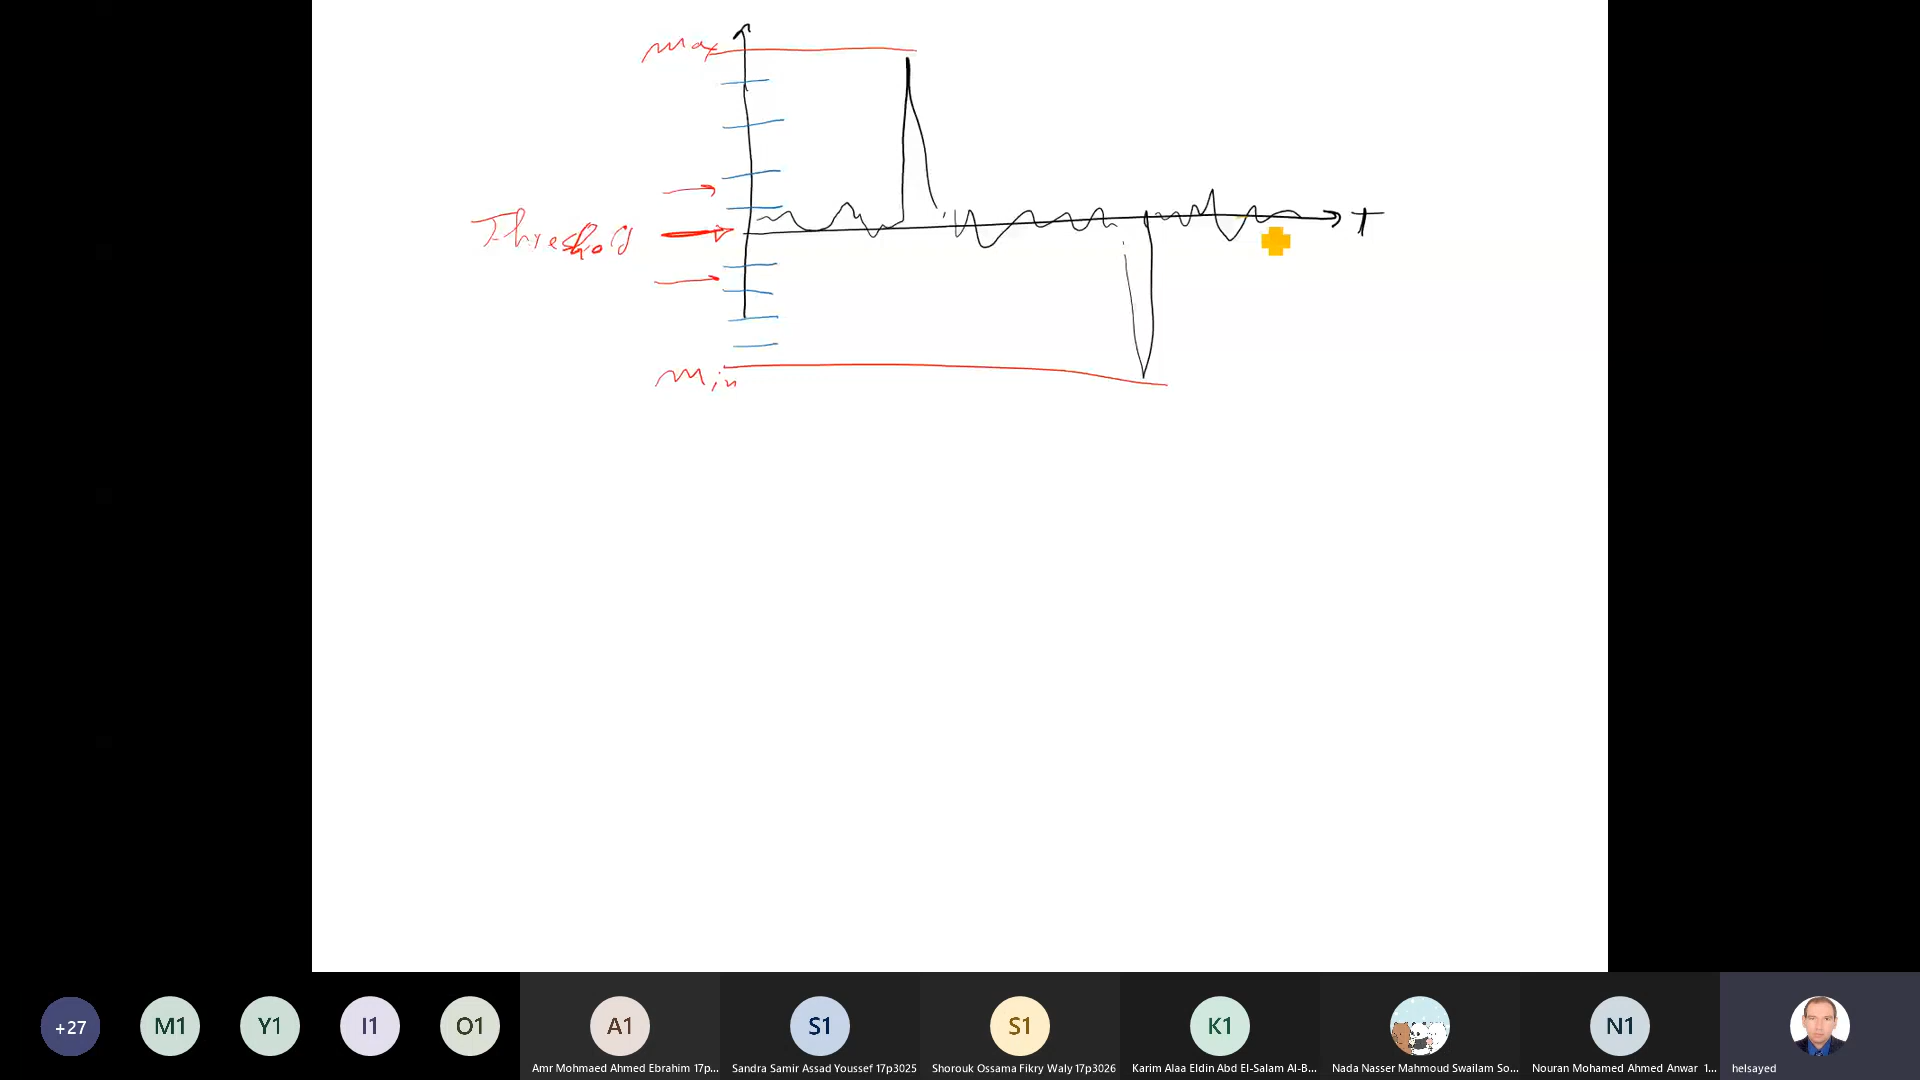 Max
Threshold
Min
T
+27
M1
Y1
I1
O1
A1
S1
S1
K1
N1
Amr Mohmaed Ahmed Ebrahim 17p...
Sandra Samir Assad Youssef 17p3025
Shorouk Ossama Fikry Waly 17p3026
Karim Alaa Eldin Abd El-Salam Al-B...
Nada Nasser Mahmoud Swailam So...
Nouran Mohamed Ahmed Anwar 1...
helsayed